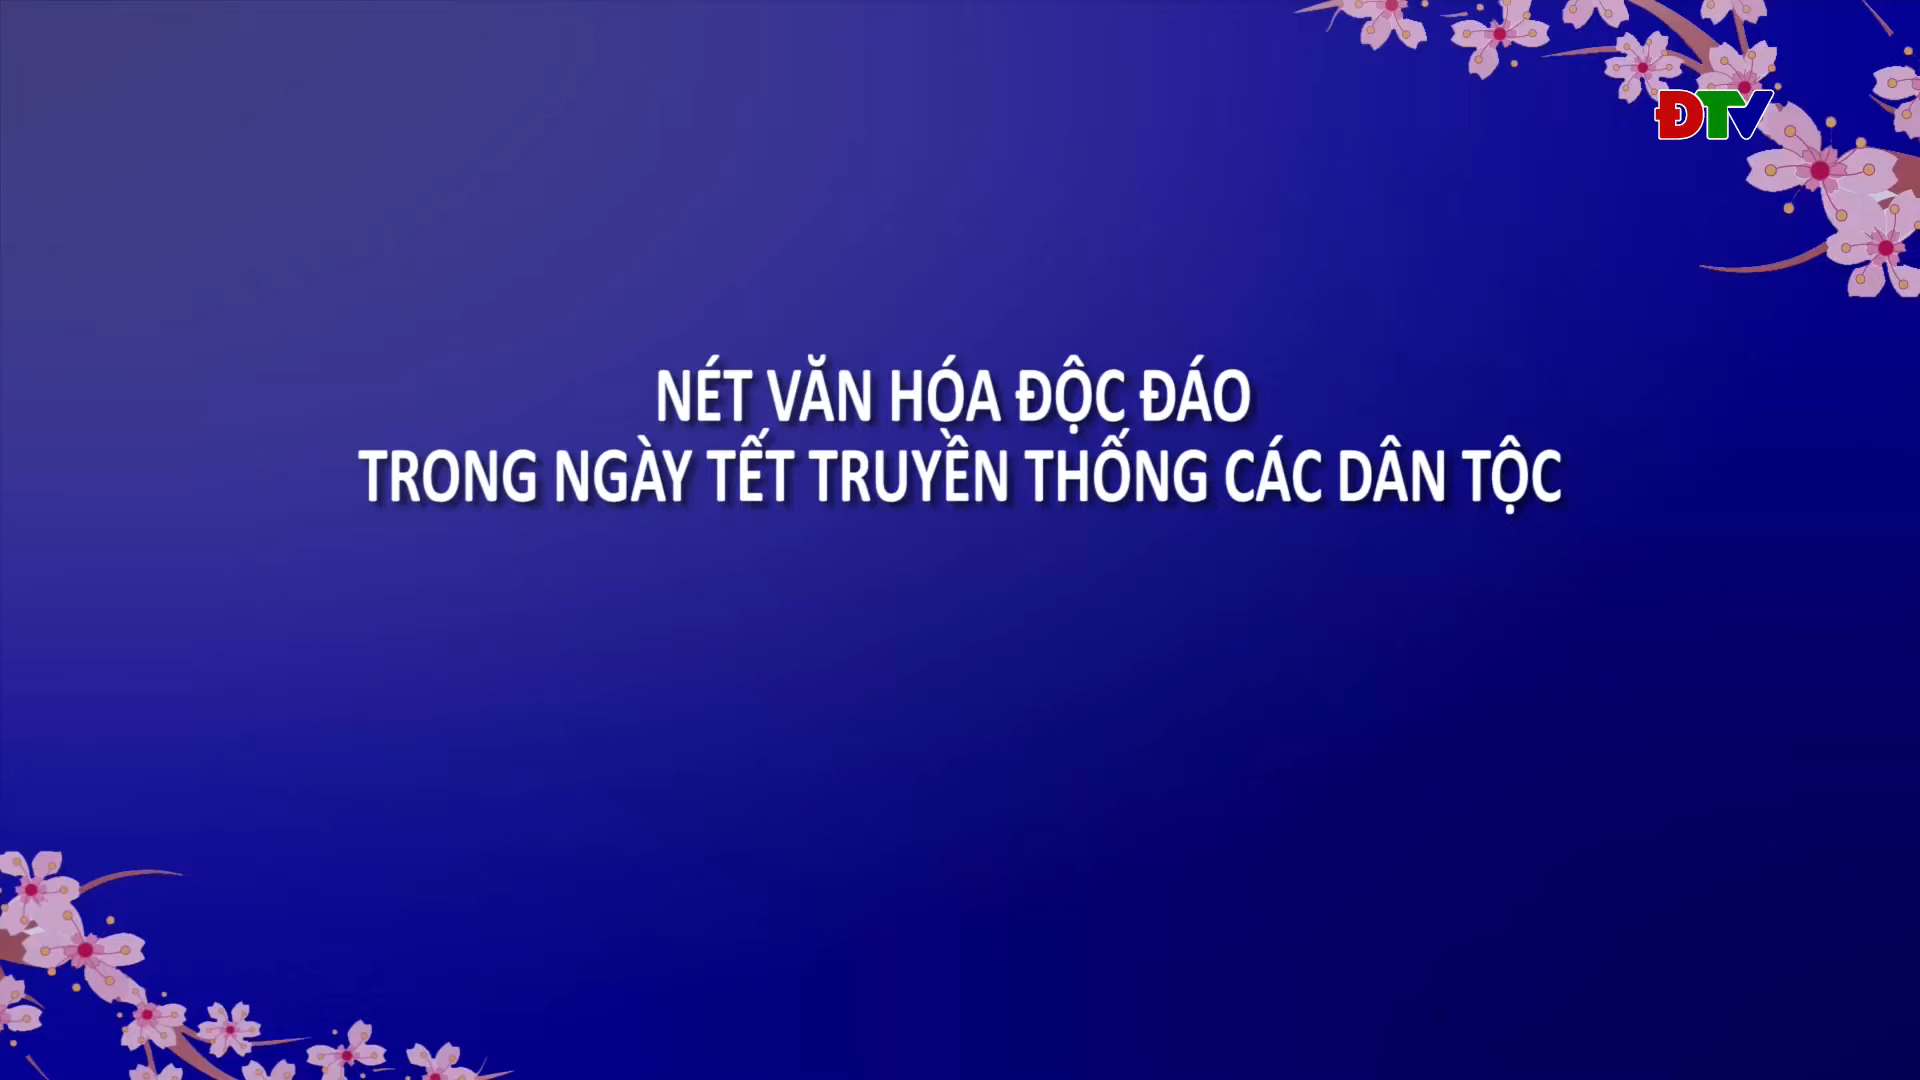 ĐTV
NÉT VĂN HÓA ĐỘC ĐÁO
TRONG NGÀY TẾT TRUYỀN THỐNG CÁC DÂN TỘC